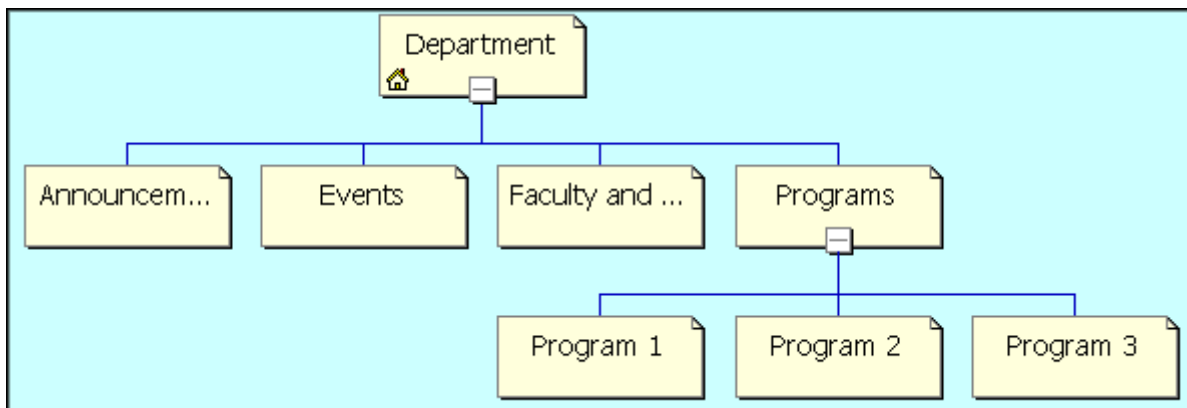 Department
Announcem...
Events
Faculty and ...
Programs
Program 1
Program 2
Program 3